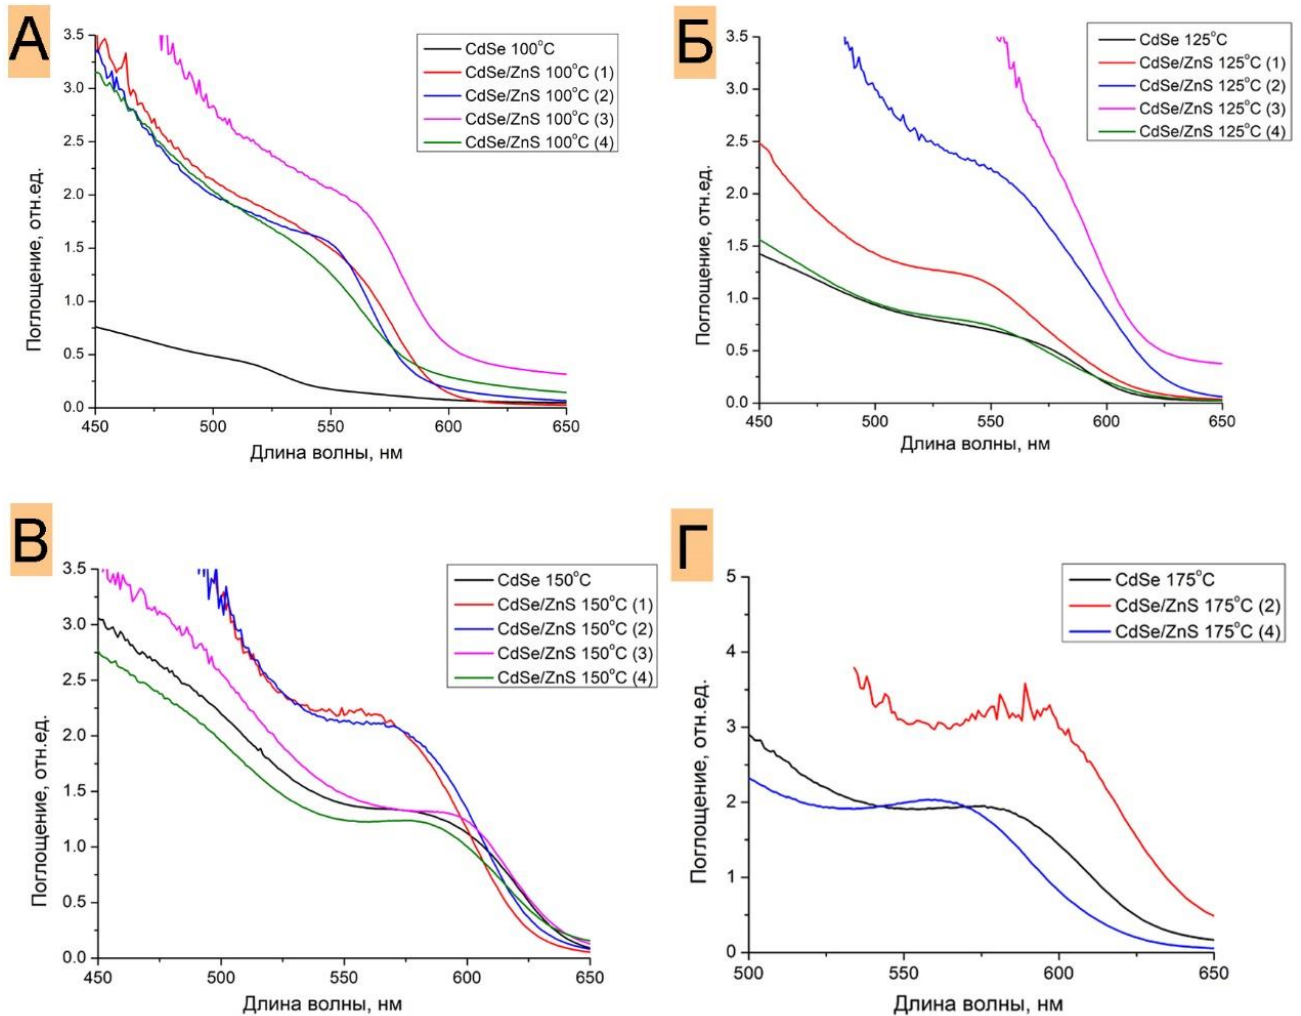 А
3.5
3.0
2.5
2.0
1.5
1.0
0.5
0.0
450
500
550
600
650
Поглощение, отн.ед.
Длина волны, нм
CdSe 100°C
CdSe/ZnS 100°C (1)
CdSe/ZnS 100°C (2)
CdSe/ZnS 100°C (3)
CdSe/ZnS 100°C (4)
Б
3.5
3.0
2.5
2.0
1.5
1.0
0.5
0.0
450
500
550
600
650
Поглощение, отн.ед.
Длина волны, нм
CdSe 125°C
CdSe/ZnS 125°C (1)
CdSe/ZnS 125°C (2)
CdSe/ZnS 125°C (3)
CdSe/ZnS 125°C (4)
В
3.5
3.0
2.5
2.0
1.5
1.0
0.5
0.0
450
500
550
600
650
Поглощение, отн.ед.
Длина волны, нм
CdSe 150°C
CdSe/ZnS 150°C (1)
CdSe/ZnS 150°C (2)
CdSe/ZnS 150°C (3)
CdSe/ZnS 150°C (4)
Г
5
4
3
2
1
0
500
550
600
650
Поглощение, отн.ед.
Длина волны, нм
CdSe 175°C
CdSe/ZnS 175°C (2)
CdSe/ZnS 175°C (4)